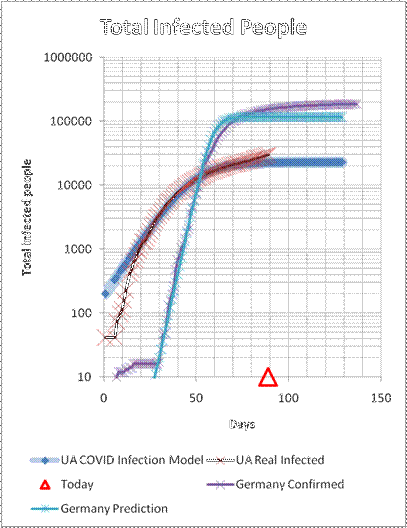 Total Infected People
Total infected people
1000000
100000
10000
1000
100
10
0 50 100 150
Days
UA COVID Infection Model UA Real Infected
Today Germany Confirmed
Germany Prediction